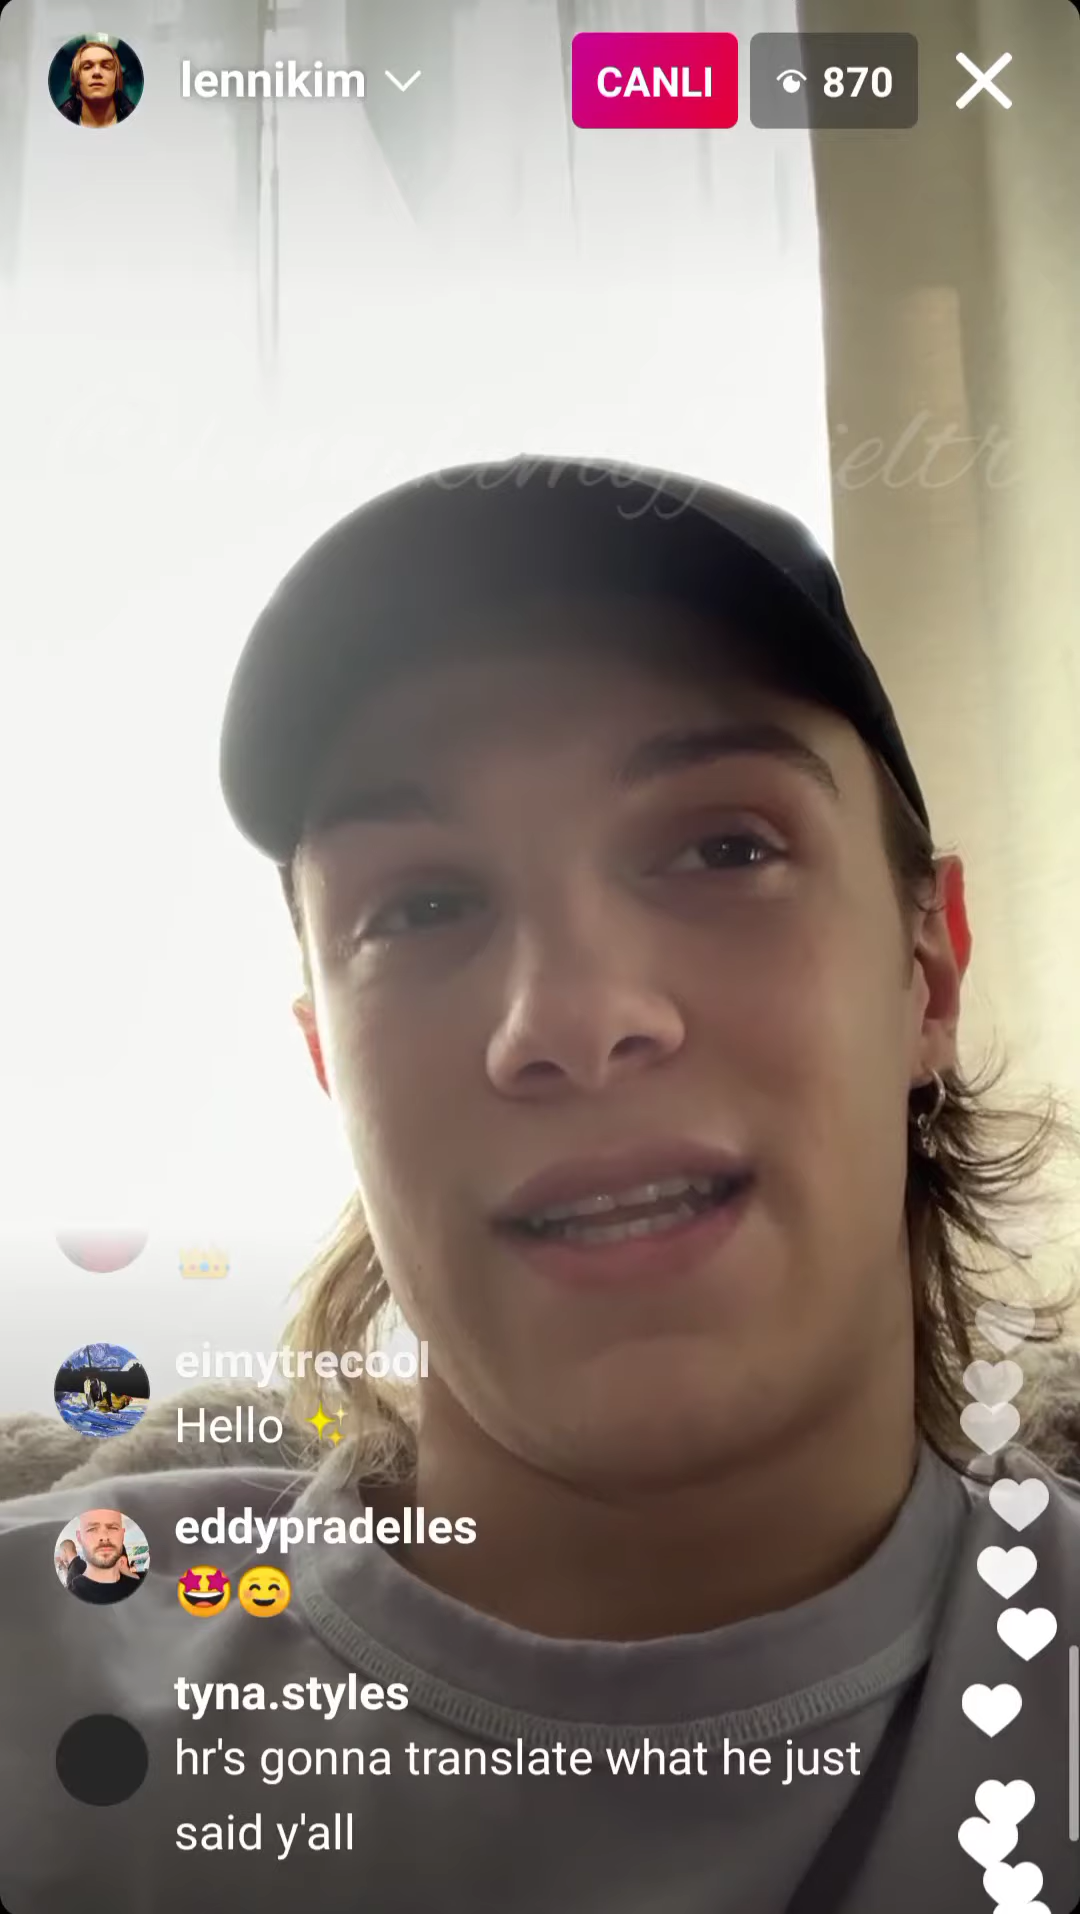 lennikim
CANLI
870
eimytrecool
Hello ✨
eddypradelles
🤩☺️
tyna.styles
hr's gonna translate what he just
said y'all